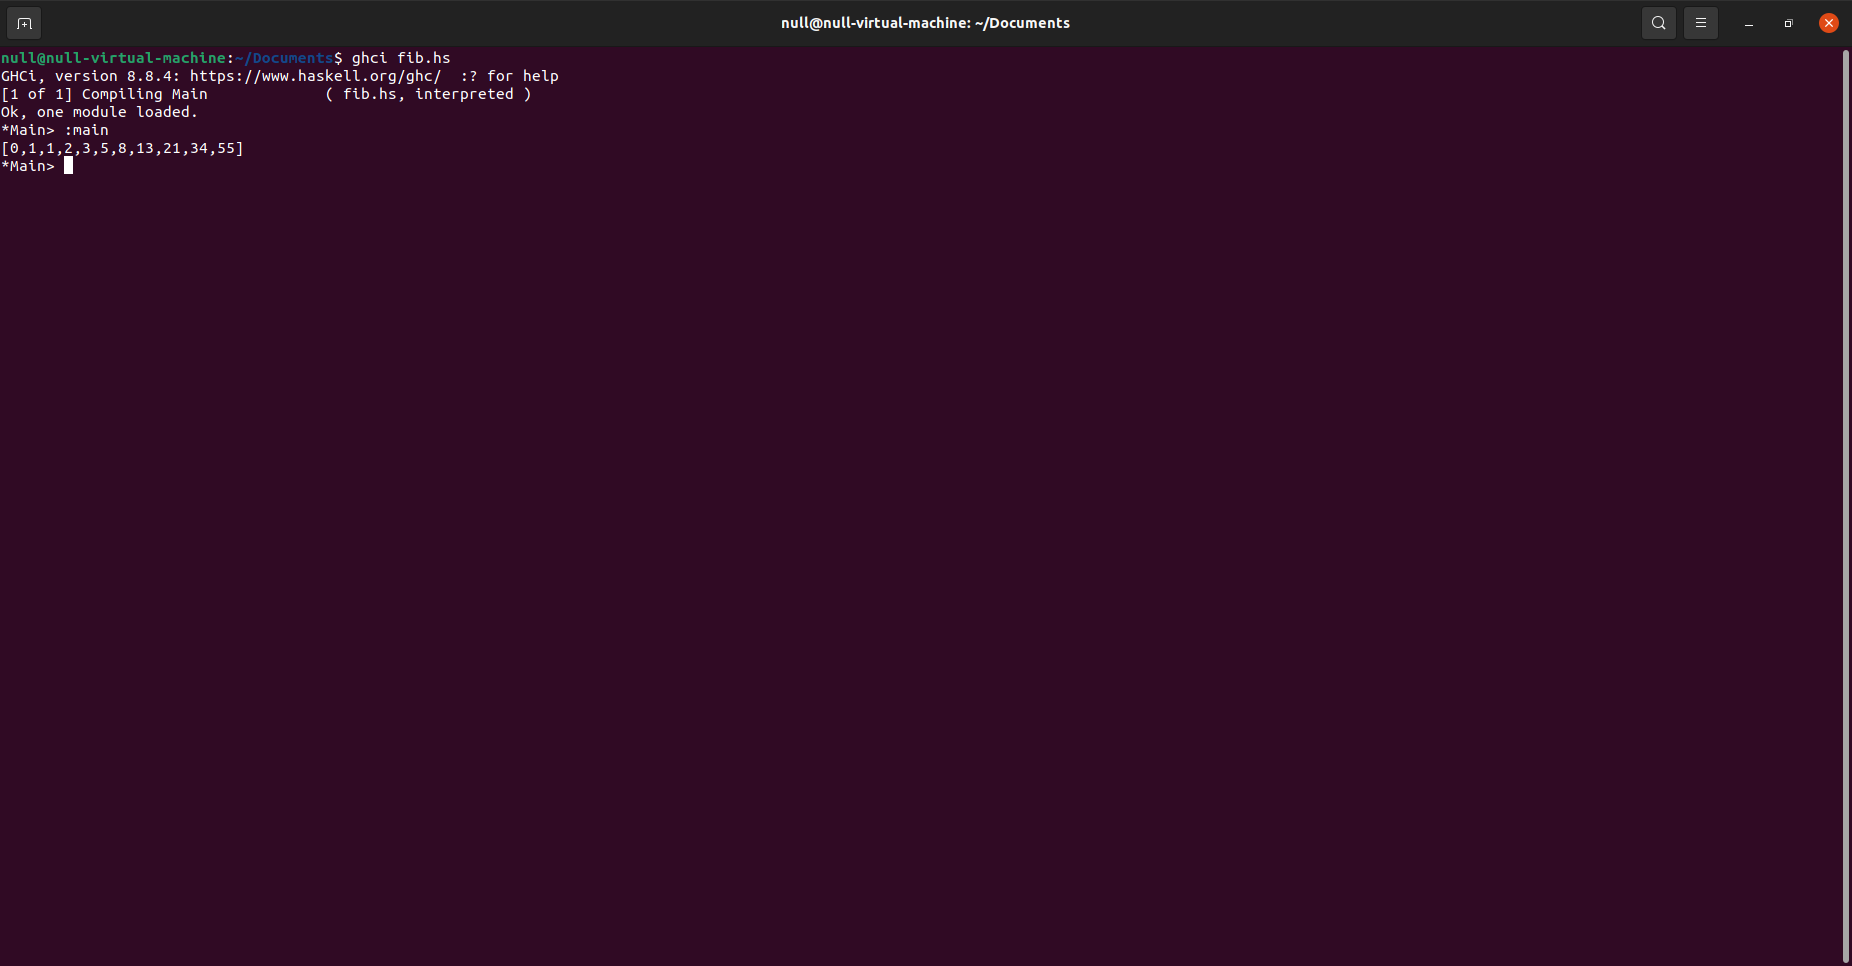 null@null-virtual-machine: ~/Documents
null@null-virtual-machine:~/Documents$ ghci fib.hs
GHCi, version 8.8.4: https://www.haskell.org/ghc/  :? for help
[1 of 1] Compiling Main             ( fib.hs, interpreted )
Ok, one module loaded.
*Main> :main
[0,1,1,2,3,5,8,13,21,34,55]
*Main>